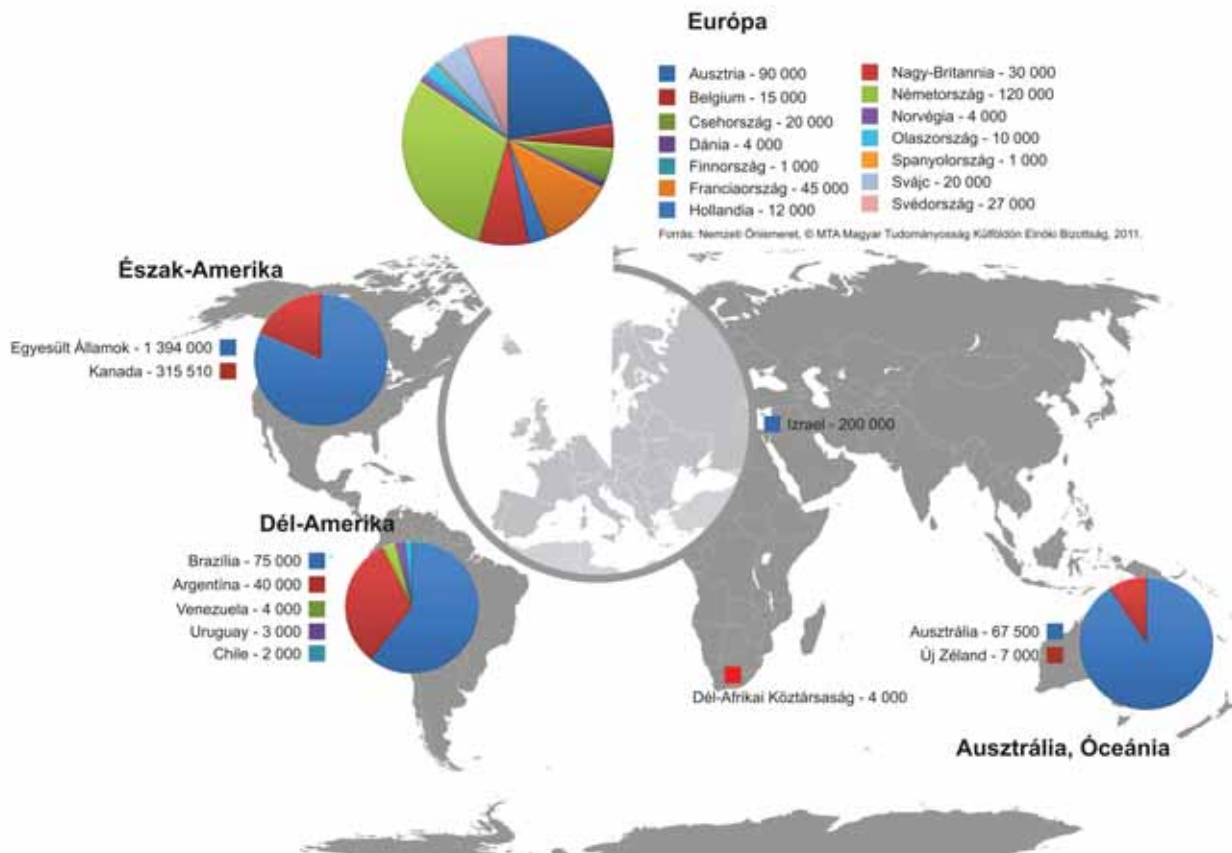 Európa
Ausztria - 90 000
Belgium - 15 000
Csehország - 20 000
Dánia - 4 000
Finnország - 1 000
Franciaország - 45 000
Hollandia - 12 000
Nagy-Britannia - 30 000
Németország - 120 000
Norvégia - 4 000
Olaszország - 10 000
Spanyolország - 1 000
Svájc - 20 000
Svédország - 27 000
Forrás: Nemzeti Önismeret, © MTA Magyar Tudományosság Külföldön Elnöki Bizottság, 2011.
Észak-Amerika
Egyesült Államok - 1 394 000
Kanada - 315 510
Izrael - 200 000
Dél-Amerika
Brazília - 75 000
Argentína - 40 000
Venezuela - 4 000
Uruguay - 3 000
Chile - 2 000
Dél-Afrikai Köztársaság - 4 000
Ausztrália - 67 500
Új Zéland - 7 000
Ausztrália, Óceánia